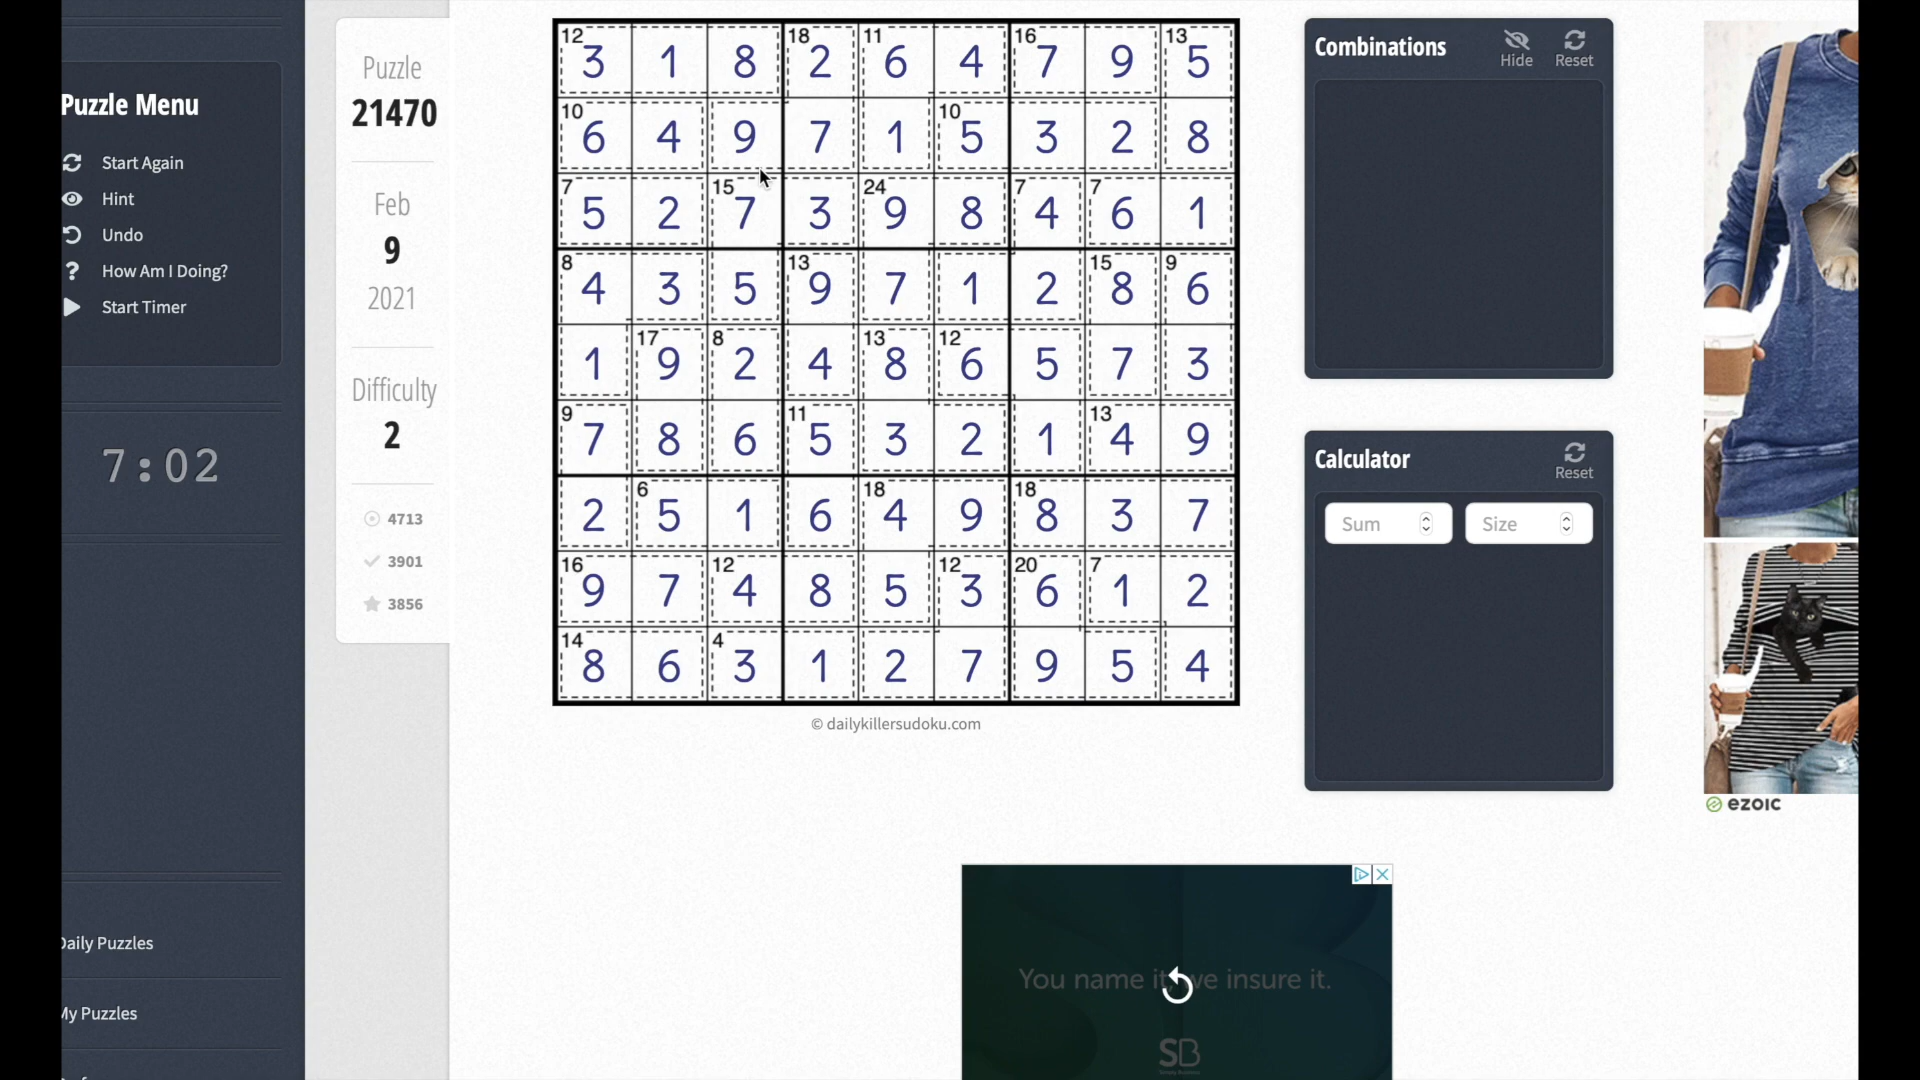 Puzzle Menu
Start Again
Hint
Undo
How Am I Doing?
Start Timer
7:02
Daily Puzzles
My Puzzles
Puzzle
21470
Feb
9
2021
Difficulty
2
4713
3901
3856
12 18 11 16 13
3 1 8 2 6 4 7 9 5
10 10
6 4 9 7 1 5 3 2 8
7 15 24 7 7
5 2 7 3 9 8 4 6 1
8 13 15 9
4 3 5 9 7 1 2 8 6
17 8 13 12
1 9 2 4 8 6 5 7 3
9 11 13
7 8 6 5 3 2 1 4 9
6 18 18
2 5 1 6 4 9 8 3 7
16 12 12 20 7
9 7 4 8 5 3 6 1 2
14 4
8 6 3 1 2 7 9 5 4
© dailykillersudoku.com
Combinations
Hide
Reset
Calculator
Reset
Sum
Size
ezoic
You name it, we insure it.
SB